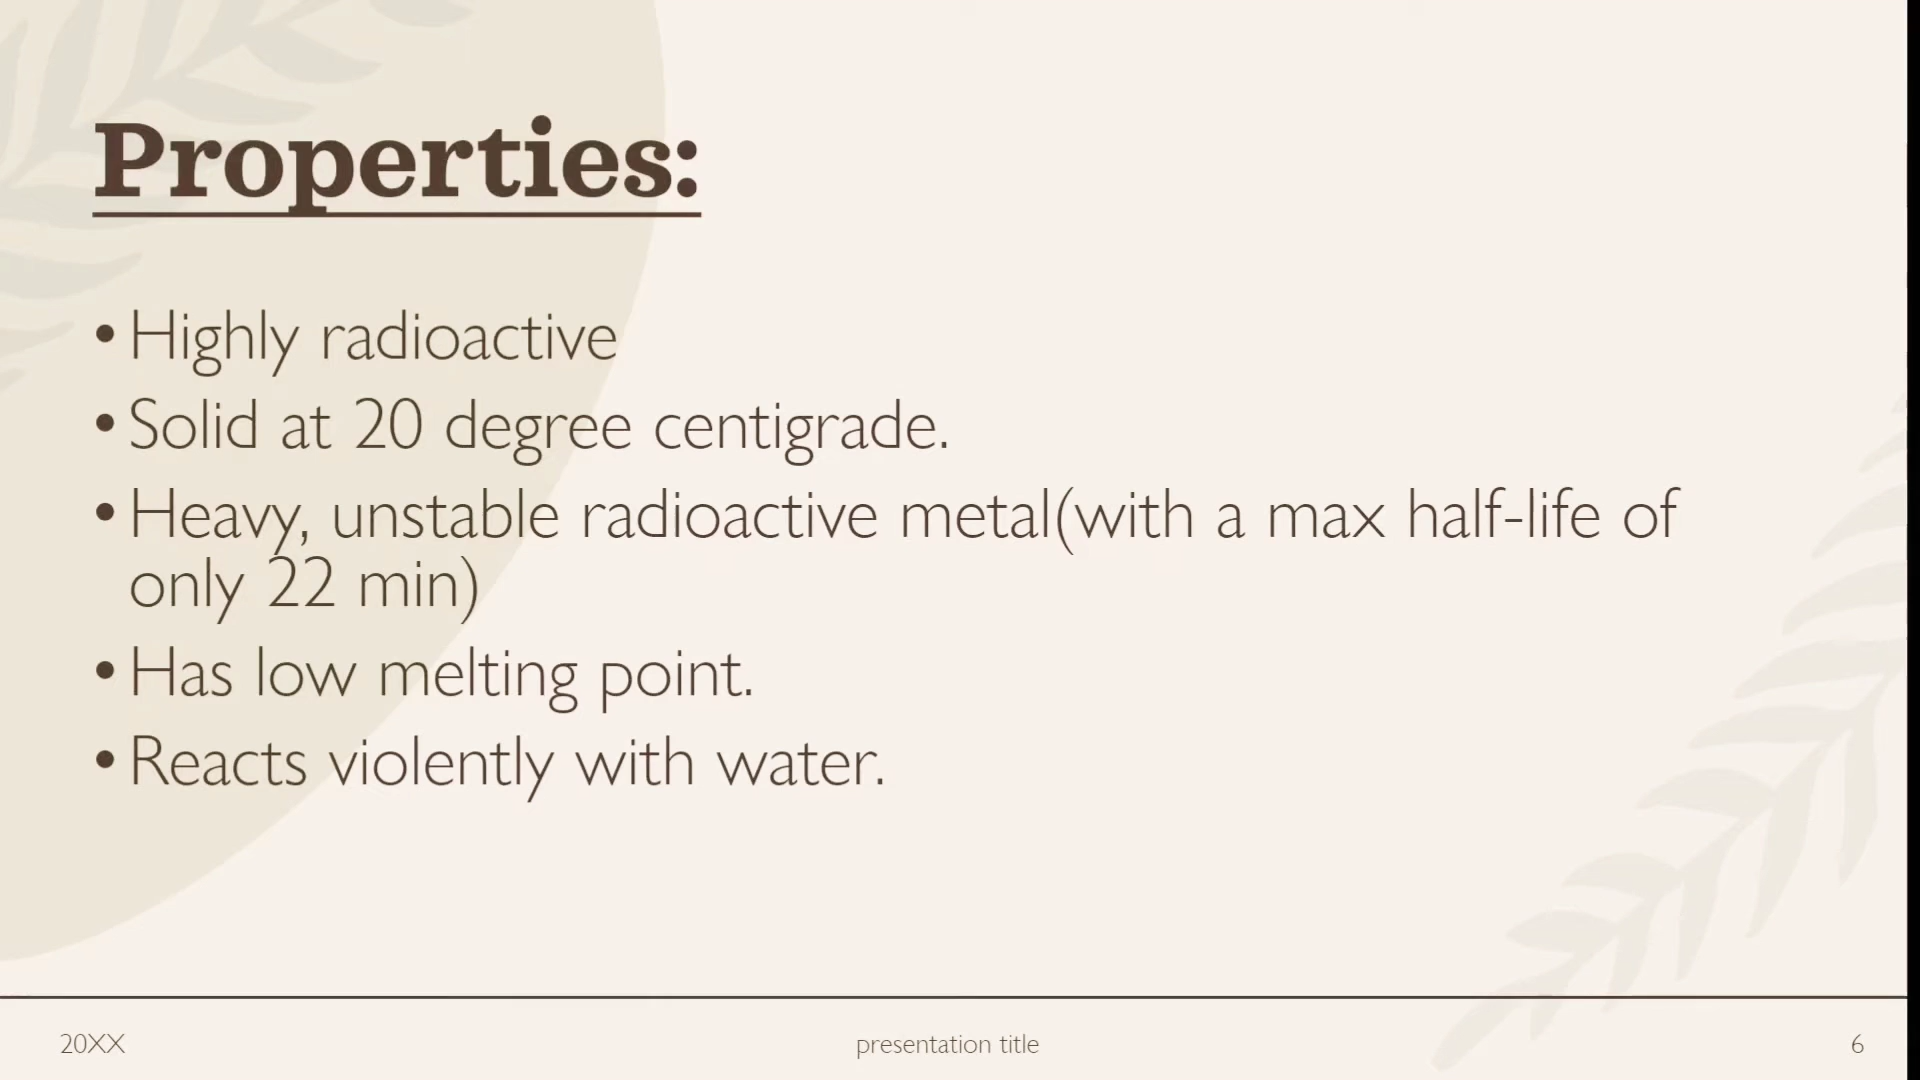 Properties:
• Highly radioactive
• Solid at 20 degree centigrade.
• Heavy, unstable radioactive metal(with a max half-life of
only 22 min)
• Has low melting point.
• Reacts violently with water.
20XX
presentation title
6